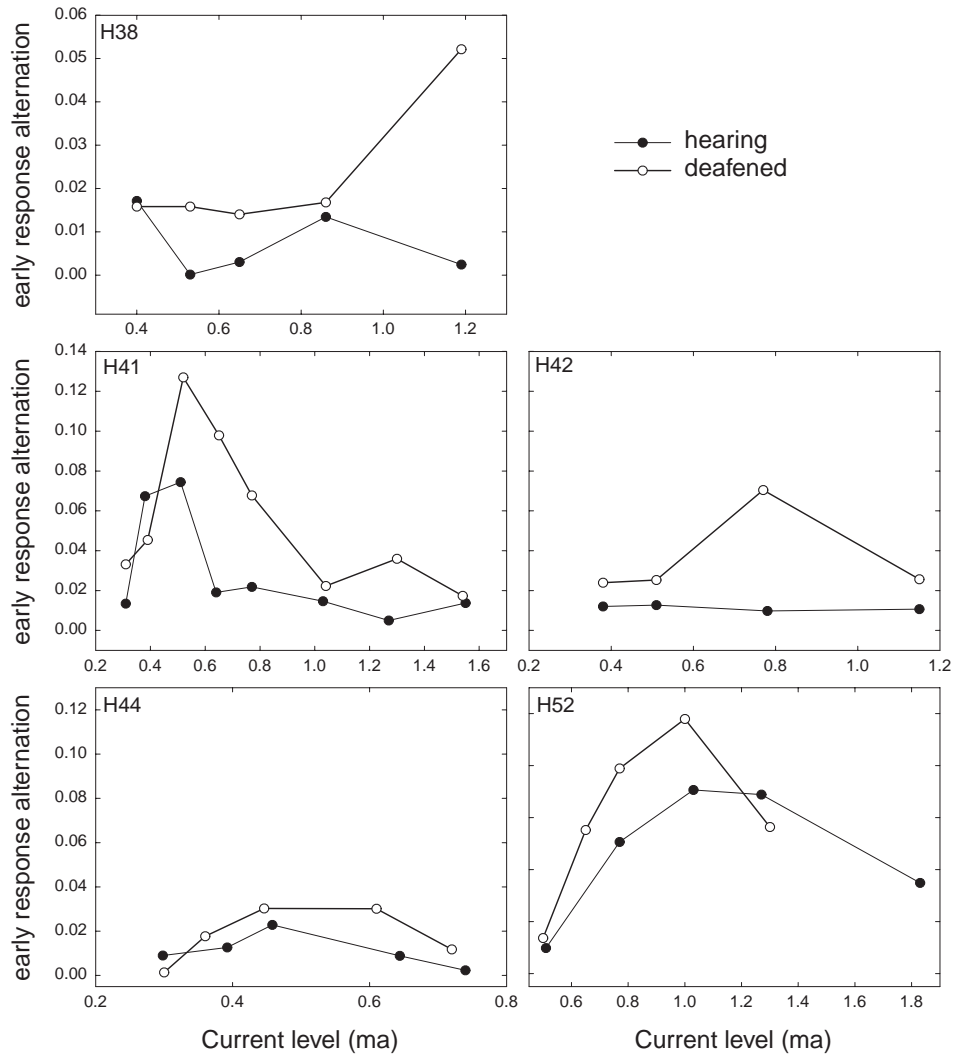 H38
0.06
0.05
0.04
0.03
0.02
0.01
0.00
early response alternation
0.4 0.6 0.8 1.0 1.2
hearing
deafened
H41
0.14
0.12
0.10
0.08
0.06
0.04
0.02
0.00
early response alternation
0.2 0.4 0.6 0.8 1.0 1.2 1.4 1.6
H42
0.2 0.4 0.6 0.8 1.0 1.2
H44
0.12
0.10
0.08
0.06
0.04
0.02
0.00
early response alternation
0.2 0.4 0.6 0.8
Current level (ma)
H52
0.6 0.8 1.0 1.2 1.4 1.6 1.8
Current level (ma)